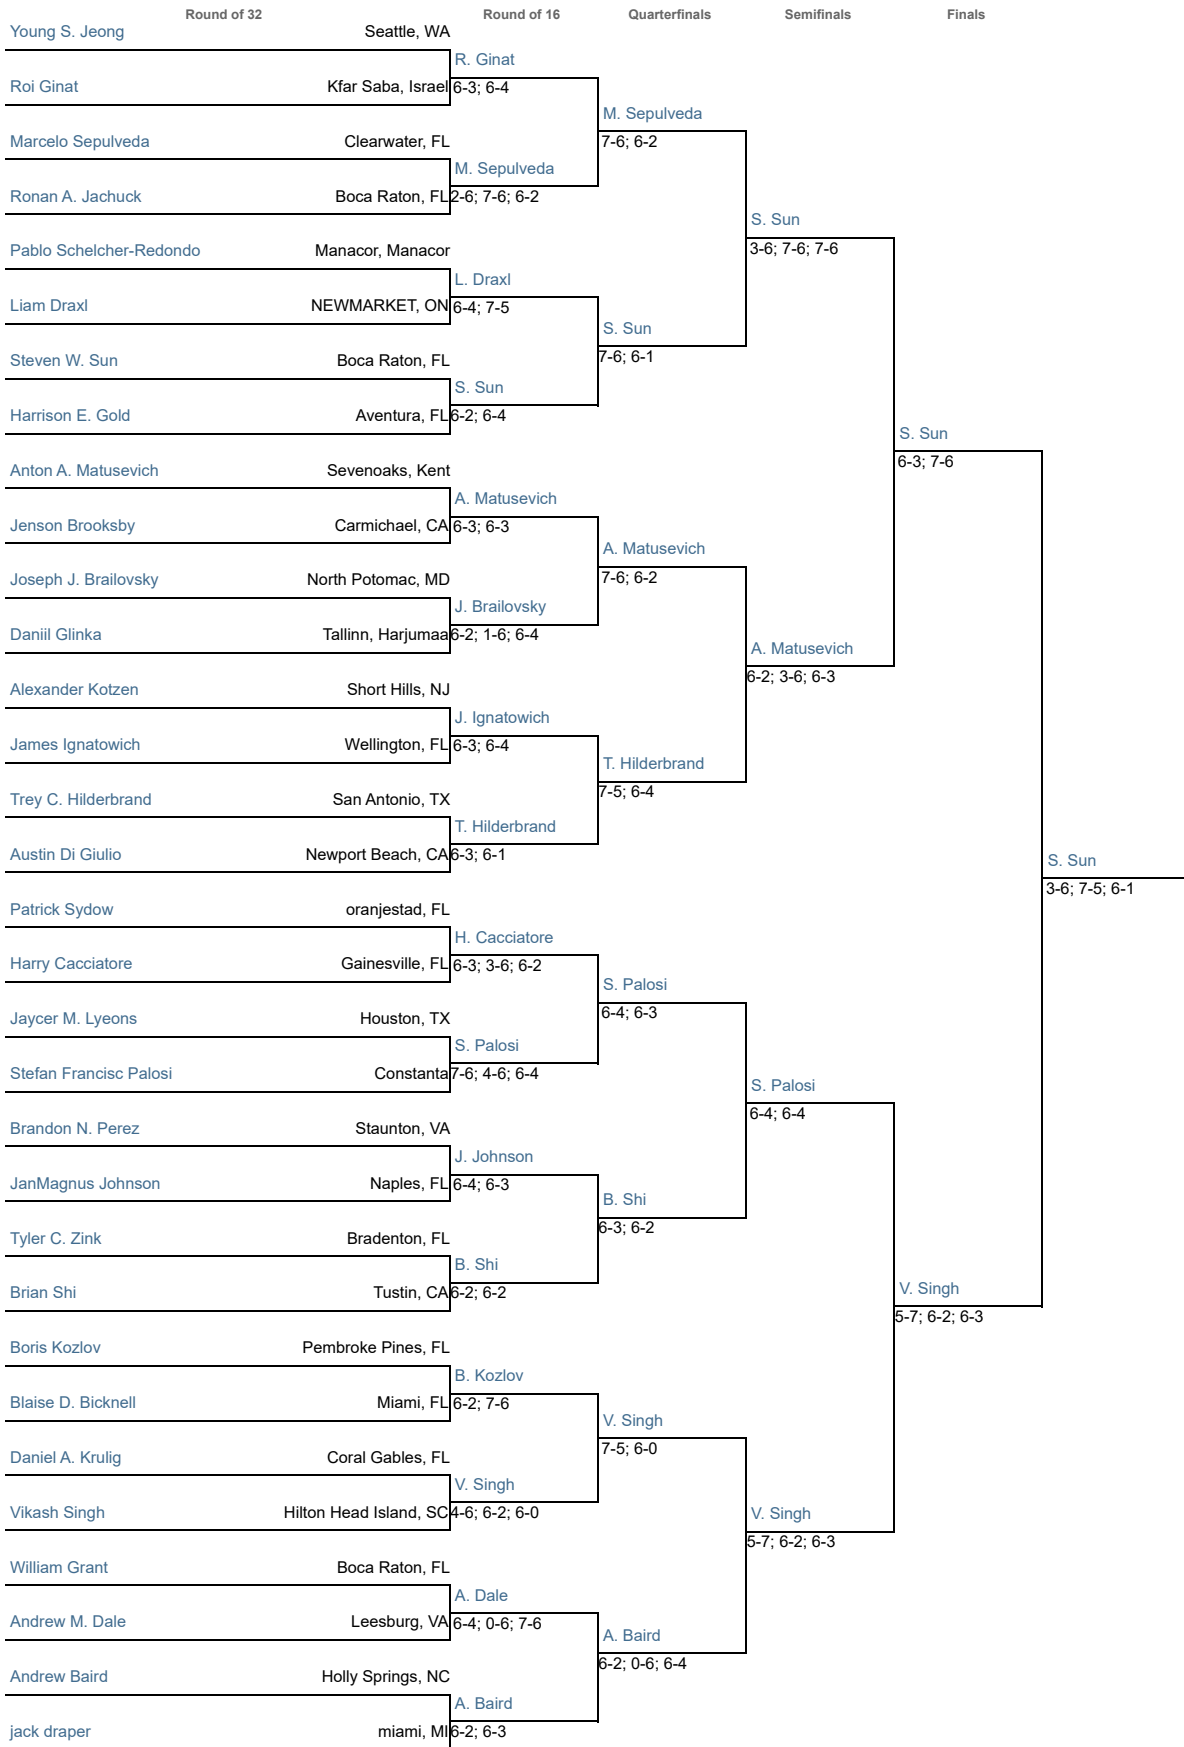 Round of 32 Round of 16 Quarterfinals Semifinals Finals
Young S. Jeong Seattle, WA
R. Ginat
Roi Ginat Kfar Saba, Israel 6-3; 6-4
M. Sepulveda
Marcelo Sepulveda Clearwater, FL 7-6; 6-2
M. Sepulveda
Ronan A. Jachuck Boca Raton, FL 2-6; 7-6; 6-2
S. Sun
Pablo Schelcher-Redondo Manacor, Manacor 3-6; 7-6; 7-6
L. Draxl
Liam Draxl NEWMARKET, ON 6-4; 7-5
S. Sun
Steven W. Sun Boca Raton, FL 7-6; 6-1
S. Sun
Harrison E. Gold Aventura, FL 6-2; 6-4
S. Sun
Anton A. Matusevich Sevenoaks, Kent 6-3; 7-6
A. Matusevich
Jenson Brooksby Carmichael, CA 6-3; 6-3
A. Matusevich
Joseph J. Brailovsky North Potomac, MD 7-6; 6-2
J. Brailovsky
Daniil Glinka Tallinn, Harjumaa 6-2; 1-6; 6-4
A. Matusevich
Alexander Kotzen Short Hills, NJ 6-2; 3-6; 6-3
J. Ignatowich
James Ignatowich Wellington, FL 6-3; 6-4
T. Hilderbrand
Trey C. Hilderbrand San Antonio, TX 7-5; 6-4
T. Hilderbrand
Austin Di Giulio Newport Beach, CA 6-3; 6-1
S. Sun
3-6; 7-5; 6-1
Patrick Sydow oranjestad, FL
H. Cacciatore
Harry Cacciatore Gainesville, FL 6-3; 3-6; 6-2
S. Palosi
Jaycer M. Lyeons Houston, TX 6-4; 6-3
S. Palosi
Stefan Francisc Palosi Constanta 7-6; 4-6; 6-4
S. Palosi
Brandon N. Perez Staunton, VA 6-4; 6-4
J. Johnson
JanMagnus Johnson Naples, FL 6-4; 6-3
B. Shi
Tyler C. Zink Bradenton, FL 6-3; 6-2
B. Shi
Brian Shi Tustin, CA 6-2; 6-2
V. Singh
5-7; 6-2; 6-3
Boris Kozlov Pembroke Pines, FL
B. Kozlov
Blaise D. Bicknell Miami, FL 6-2; 7-6
V. Singh
Daniel A. Krulig Coral Gables, FL 7-5; 6-0
V. Singh
Vikash Singh Hilton Head Island, SC 4-6; 6-2; 6-0
V. Singh
5-7; 6-2; 6-3
William Grant Boca Raton, FL
A. Dale
Andrew M. Dale Leesburg, VA 6-4; 0-6; 7-6
A. Baird
6-2; 0-6; 6-4
Andrew Baird Holly Springs, NC
A. Baird
jack draper miami, MI 6-2; 6-3